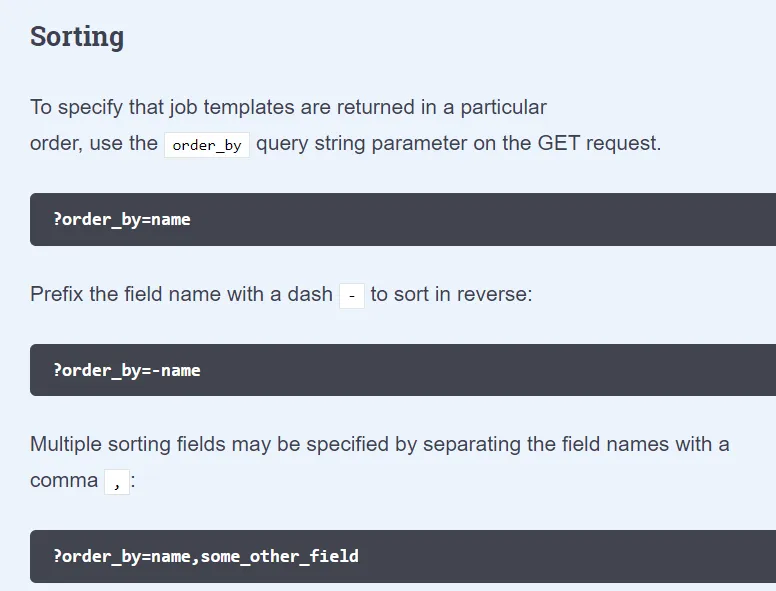 Sorting
To specify that job templates are returned in a particular
order, use the order_by query string parameter on the GET request.
?order_by=name
Prefix the field name with a dash - to sort in reverse:
?order_by=-name
Multiple sorting fields may be specified by separating the field names with a
comma , :
?order_by=name,some_other_field